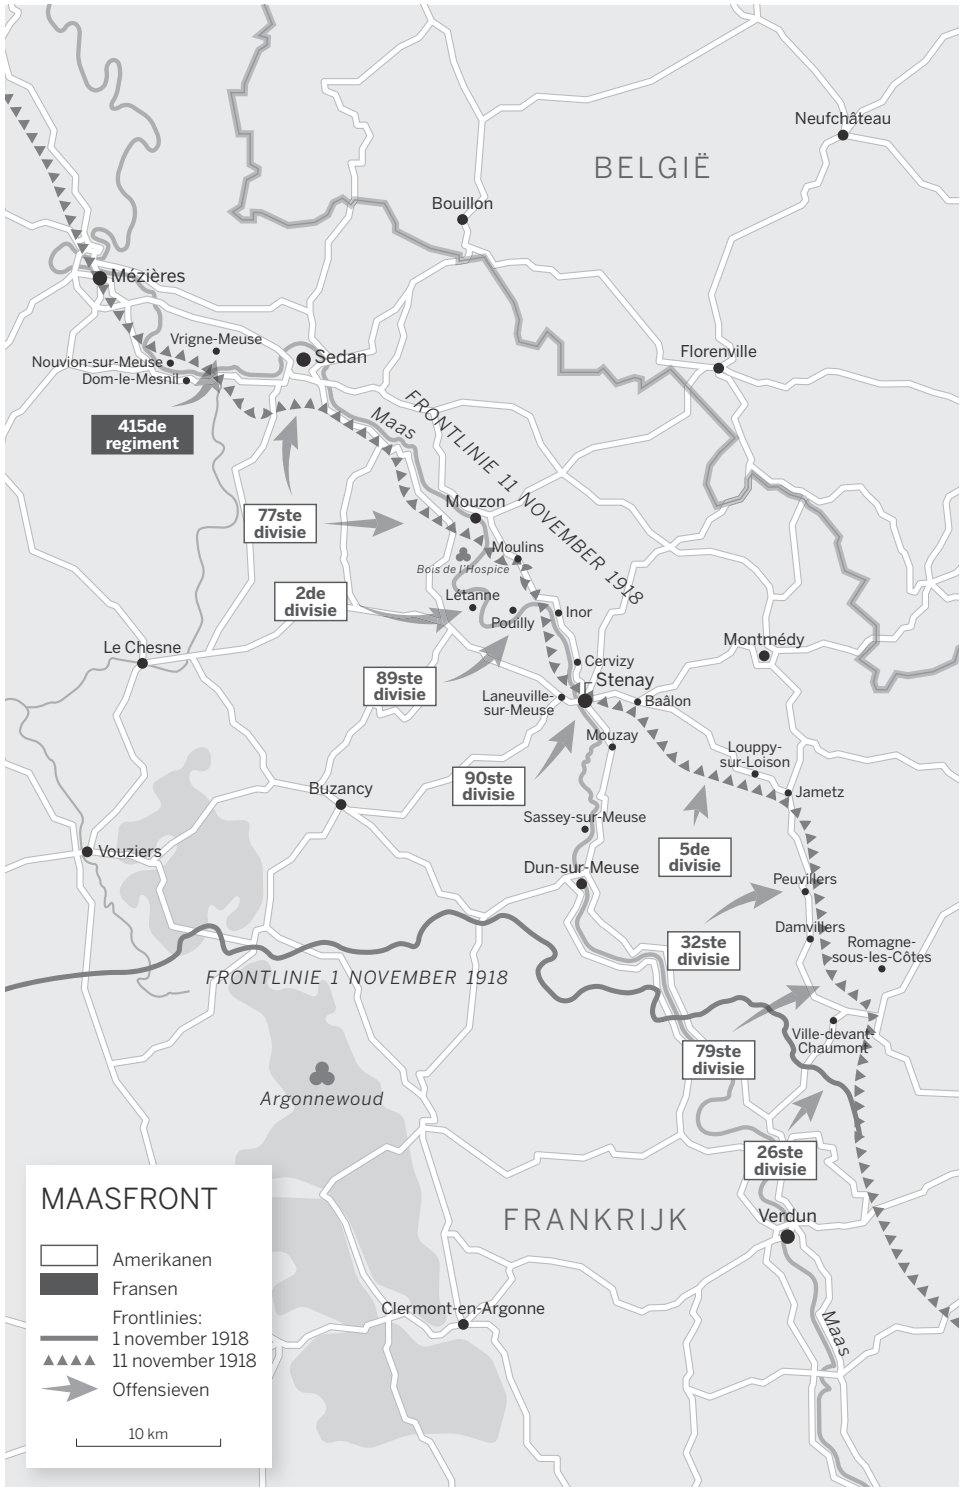 Neufchâteau
BELGIË
Bouillon
Mézières
Vrigne-Meuse
Nouvion-sur-Meuse
Dom-le-Mesnil
Sedan
Florenville
415de
regiment
Maas
FRONTLINIE 11 NOVEMBER 1918
77ste
divisie
Mouzon
Moulins
Bois de l'Hospice
2de
divisie
Létanne
Pouilly
Inor
Le Chesne
Montmédy
Cervizy
89ste
divisie
Stenay
Laneuville-
sur-Meuse
Baâlon
Mouzay
Louppy-
sur-Loison
90ste
divisie
Buzancy
Jametz
Sassey-sur-Meuse
Vouziers
5de
divisie
Dun-sur-Meuse
Peuvillers
Damvillers
32ste
divisie
Romagne-
sous-les-Côtes
FRONTLINIE 1 NOVEMBER 1918
Ville-devant-
Chaumont
79ste
divisie
Argonnewoud
26ste
divisie
FRANKRIJK
Verdun
Clermont-en-Argonne
Maas
MAASFRONT
Amerikanen
Fransen
Frontlinies:
1 november 1918
11 november 1918
Offensieven
10 km